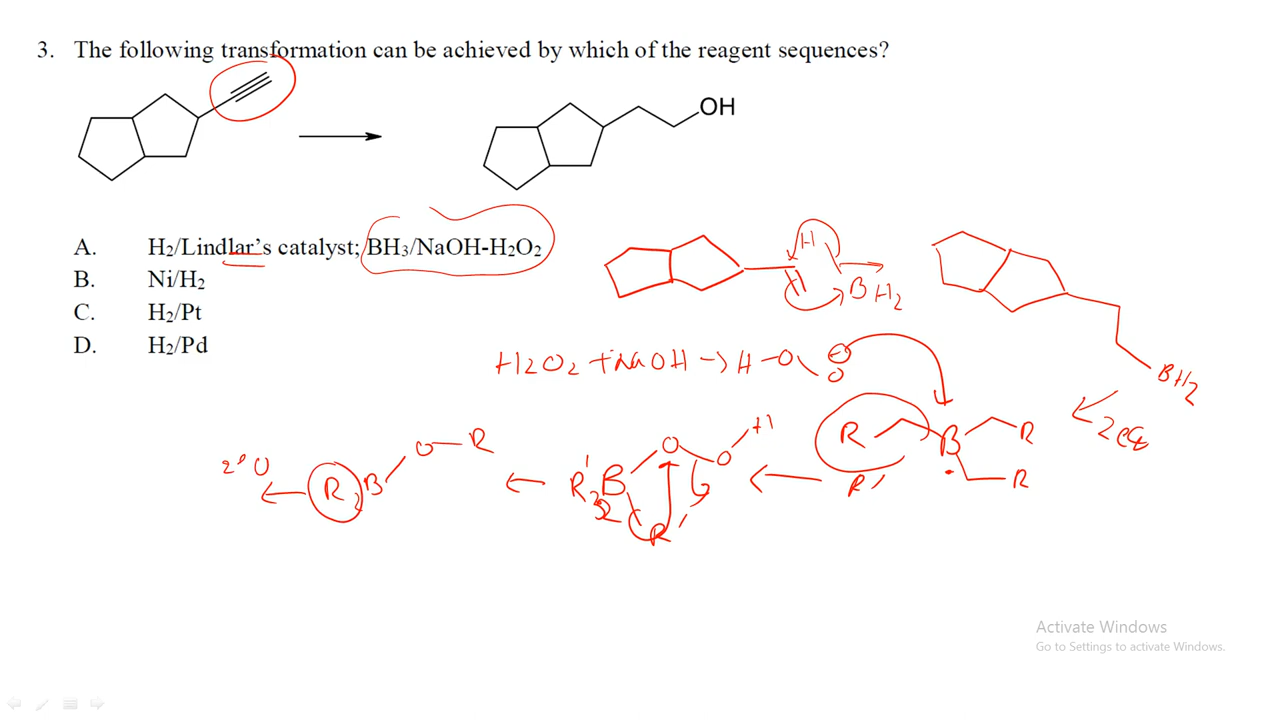 3. The following transformation can be achieved by which of the reagent sequences?
OH
A. H₂/Lindlar's catalyst; BH₃/NaOH-H₂O₂
B. Ni/H₂
C. H₂/Pt
D. H₂/Pd
H
H
BH₂
BH₂
H₂O₂ + NaOH → H-O
O
R
B
R
R
R'
O
O
H
R'
B
R'
O-R
R₂B
Activate Windows
Go to Settings to activate Windows.